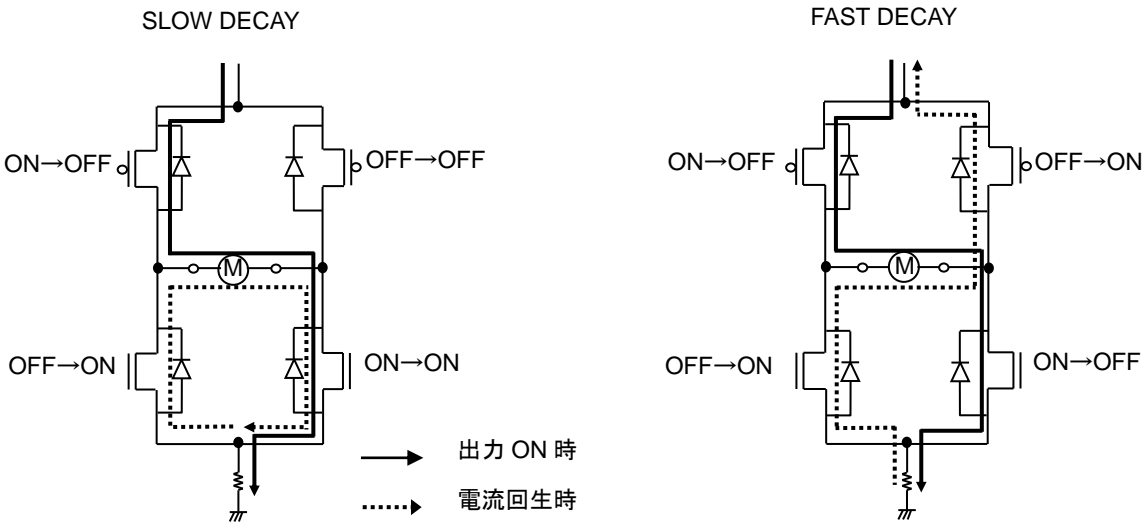 SLOW DECAY
ON→OFF
OFF→OFF
M
OFF→ON
ON→ON
FAST DECAY
ON→OFF
OFF→ON
M
OFF→ON
ON→OFF
出力 ON 時
電流回生時